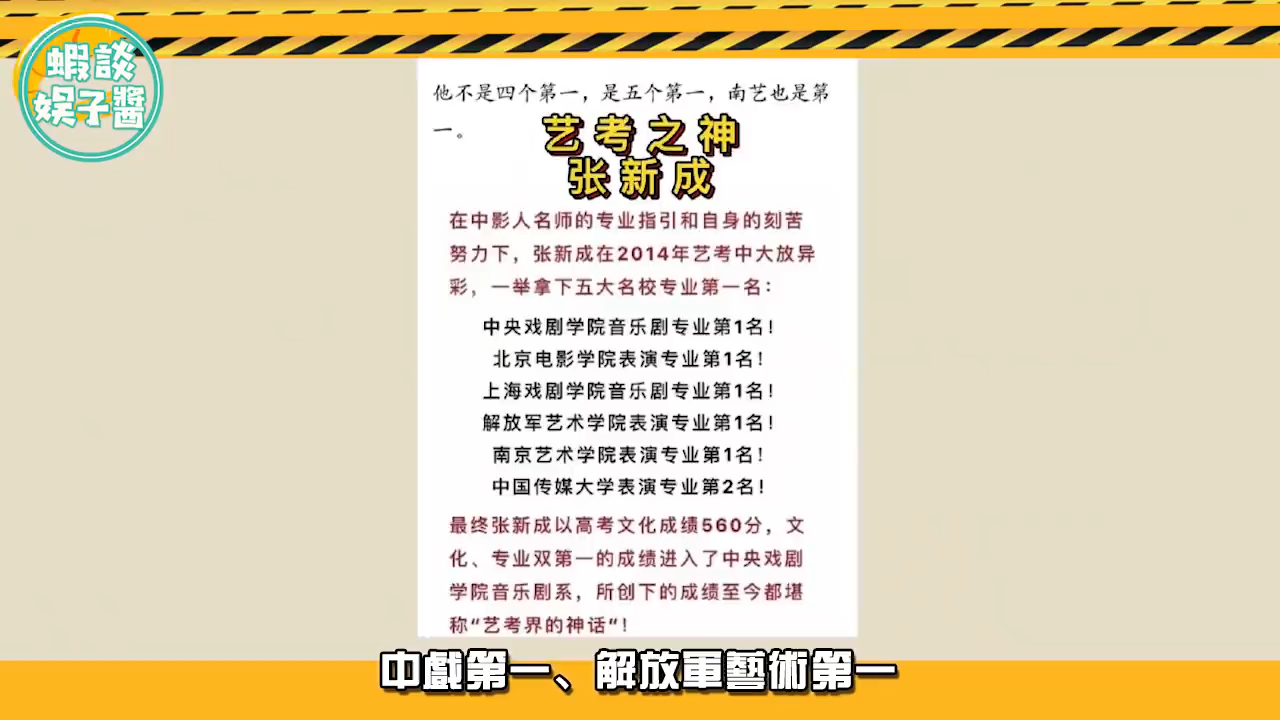 蝦談
娱子醬
他不是四个第一，是五个第一，南艺也是第
一。
艺考之神
张新成
在中影人名师的专业指引和自身的刻苦
努力下，张新成在2014年艺考中大放异
彩，一举拿下五大名校专业第一名：
中央戏剧学院音乐剧专业第1名！
北京电影学院表演专业第1名！
上海戏剧学院音乐剧专业第1名！
解放军艺术学院表演专业第1名！
南京艺术学院表演专业第1名！
中国传媒大学表演专业第2名！
最终张新成以高考文化成绩560分，文
化、专业双第一的成绩进入了中央戏剧
学院音乐剧系，所创下的成绩至今都堪
称“艺考界的神话“！
中戲第一、解放軍藝術第一